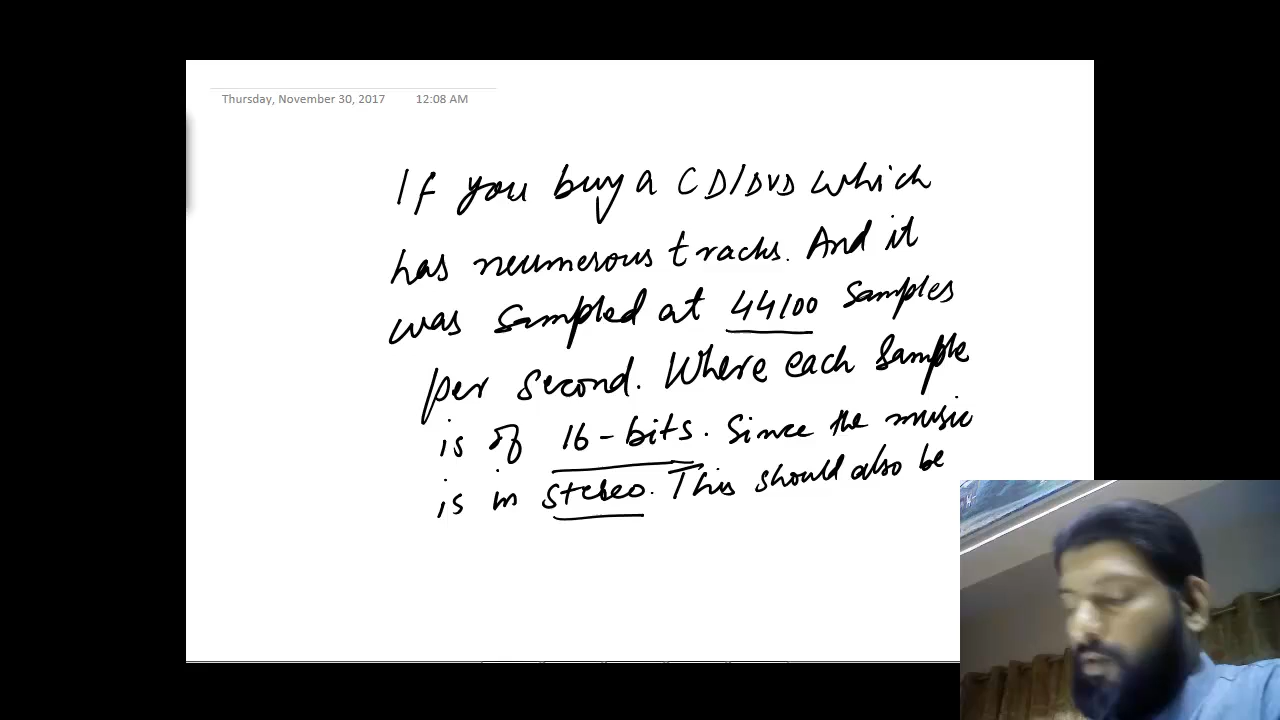 Thursday, November 30, 2017 12:08 AM
If you buy a CD/DVD which
has neumerous tracks. And it
was sampled at 44100 samples
per second. Where each sample
is of 16-bits. Since the music
is in stereo. This should also be